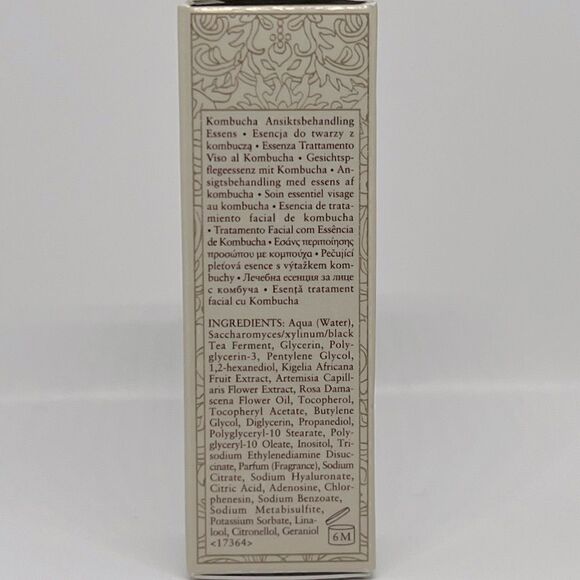 Kombucha Ansiktsbehandling
Essens • Esencja do twarzy z
kombuczą • Essenza Trattamento
Viso al Kombucha • Gesichtsp-
flegeessenz mit Kombucha • An-
sigtsbehandling med essens af
kombucha • Soin essentiel visage
au kombucha • Esencia de trata-
miento facial de kombucha
• Tratamento Facial com Essência
de Kombucha • Εσάνς περιποίησης
προσώπου με κομπούχα • Pečující
pleťová esence s výtažkem kom-
buchy • Лечебна есенция за лице
с комбуча • Esență tratament
facial cu Kombucha
INGREDIENTS: Aqua (Water),
Saccharomyces/xylinum/black
Tea Ferment, Glycerin, Poly-
glycerin-3, Pentylene Glycol,
1,2-hexanediol, Kigelia Africana
Fruit Extract, Artemisia Capill-
aris Flower Extract, Rosa Dama-
scena Flower Oil, Tocopherol,
Tocopheryl Acetate, Butylene
Glycol, Diglycerin, Propanediol,
Polyglyceryl-10 Stearate, Poly-
glyceryl-10 Oleate, Inositol, Tri-
sodium Ethylenediamine Disuc-
cinate, Parfum (Fragrance), Sodium
Citrate, Sodium Hyaluronate,
Citric Acid, Adenosine, Chlor-
phenesin, Sodium Benzoate,
Sodium Metabisulfite,
Potassium Sorbate, Lina-
lool, Citronellol, Geraniol
<17364>
6M